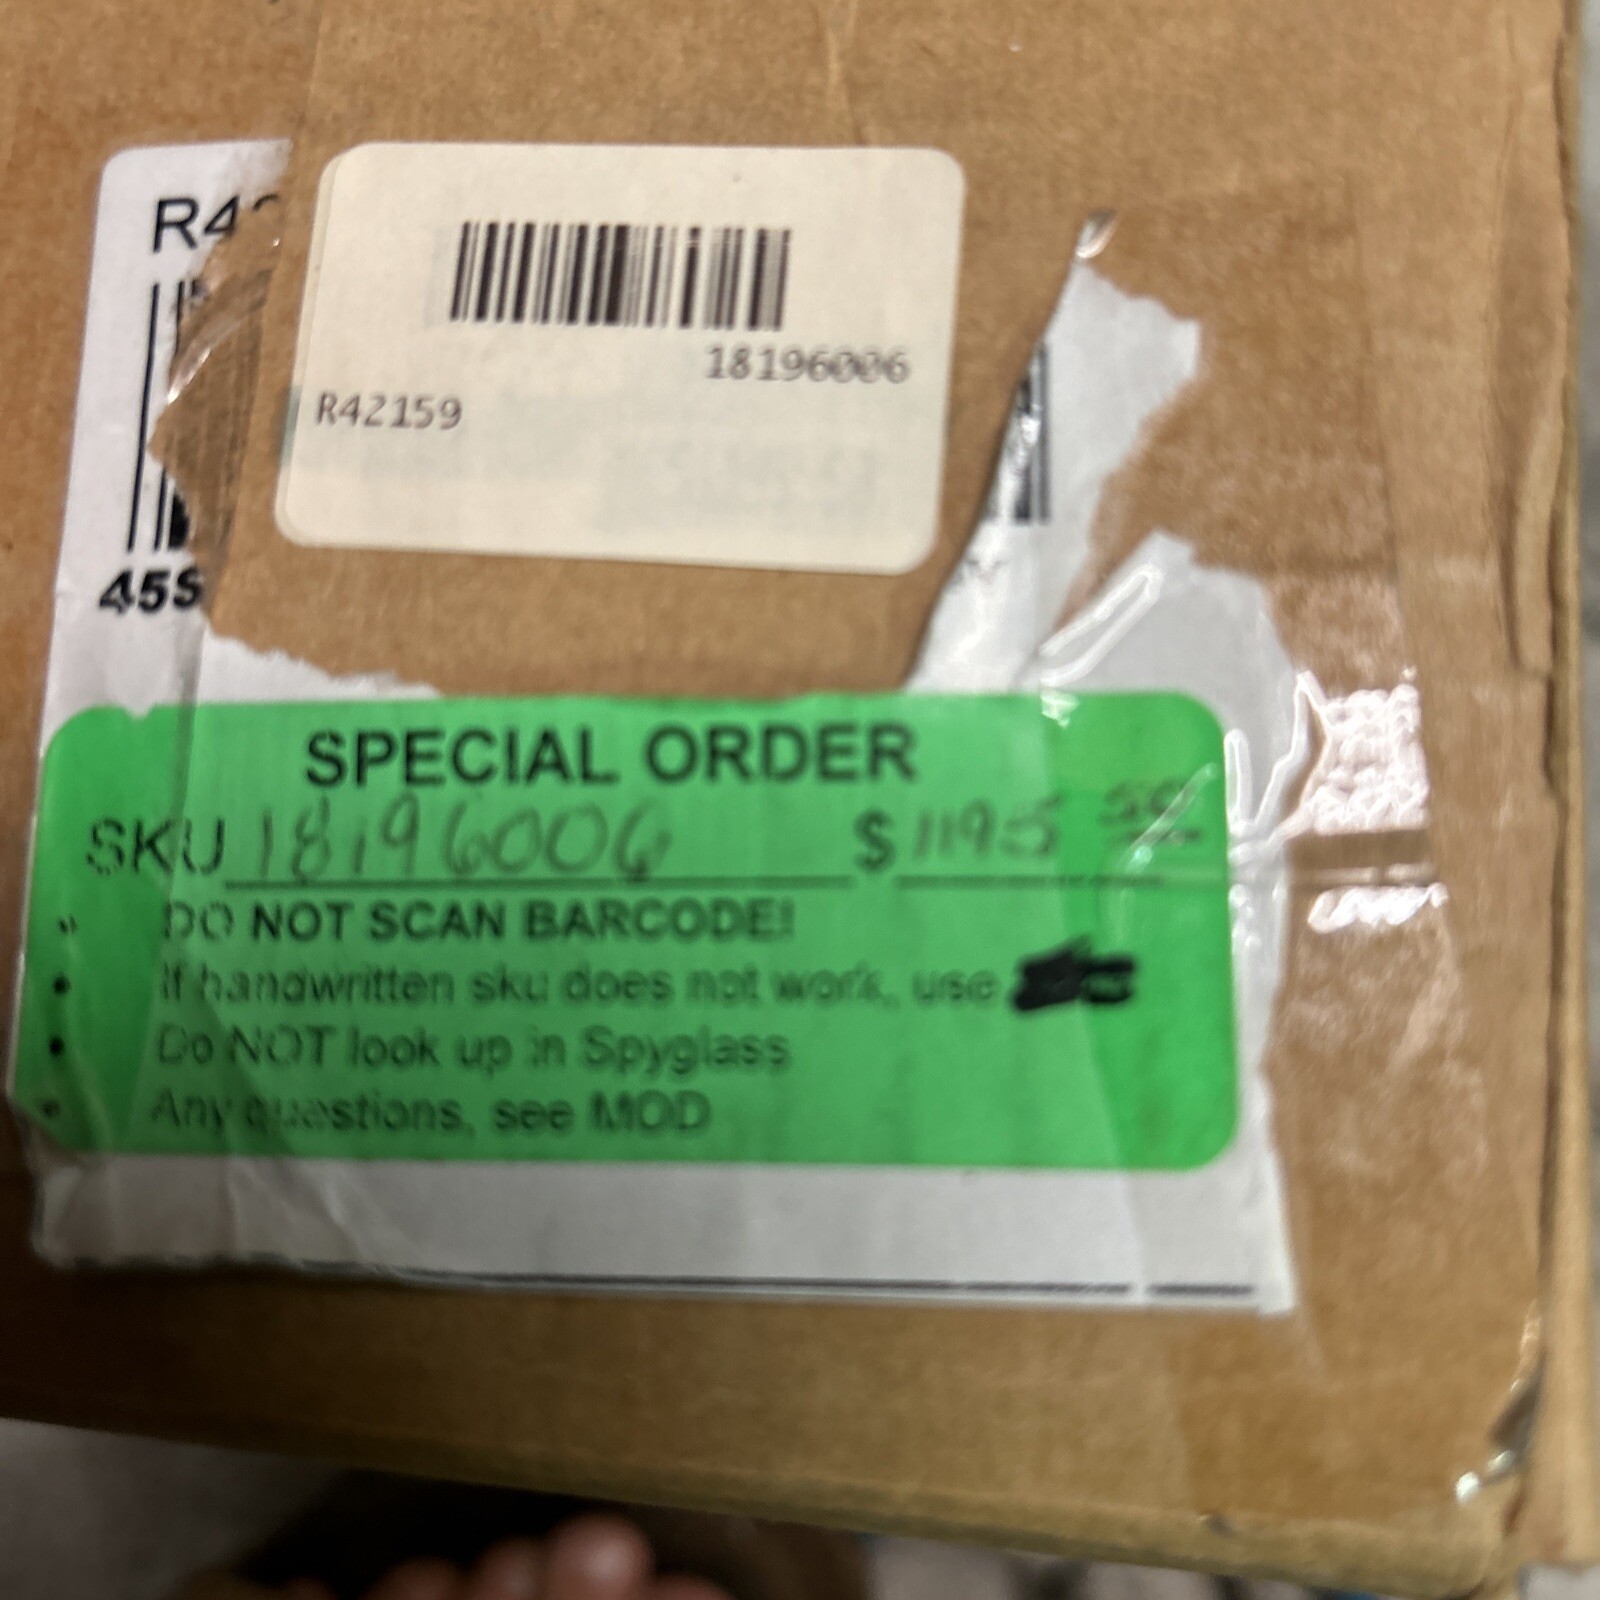 R42
18196006
R42159
45S
SPECIAL ORDER
SKU 18196006 $ 1195
DO NOT SCAN BARCODE!
If handwritten sku does not work, use
Do NOT look up in Spyglass
Any questions, see MOD